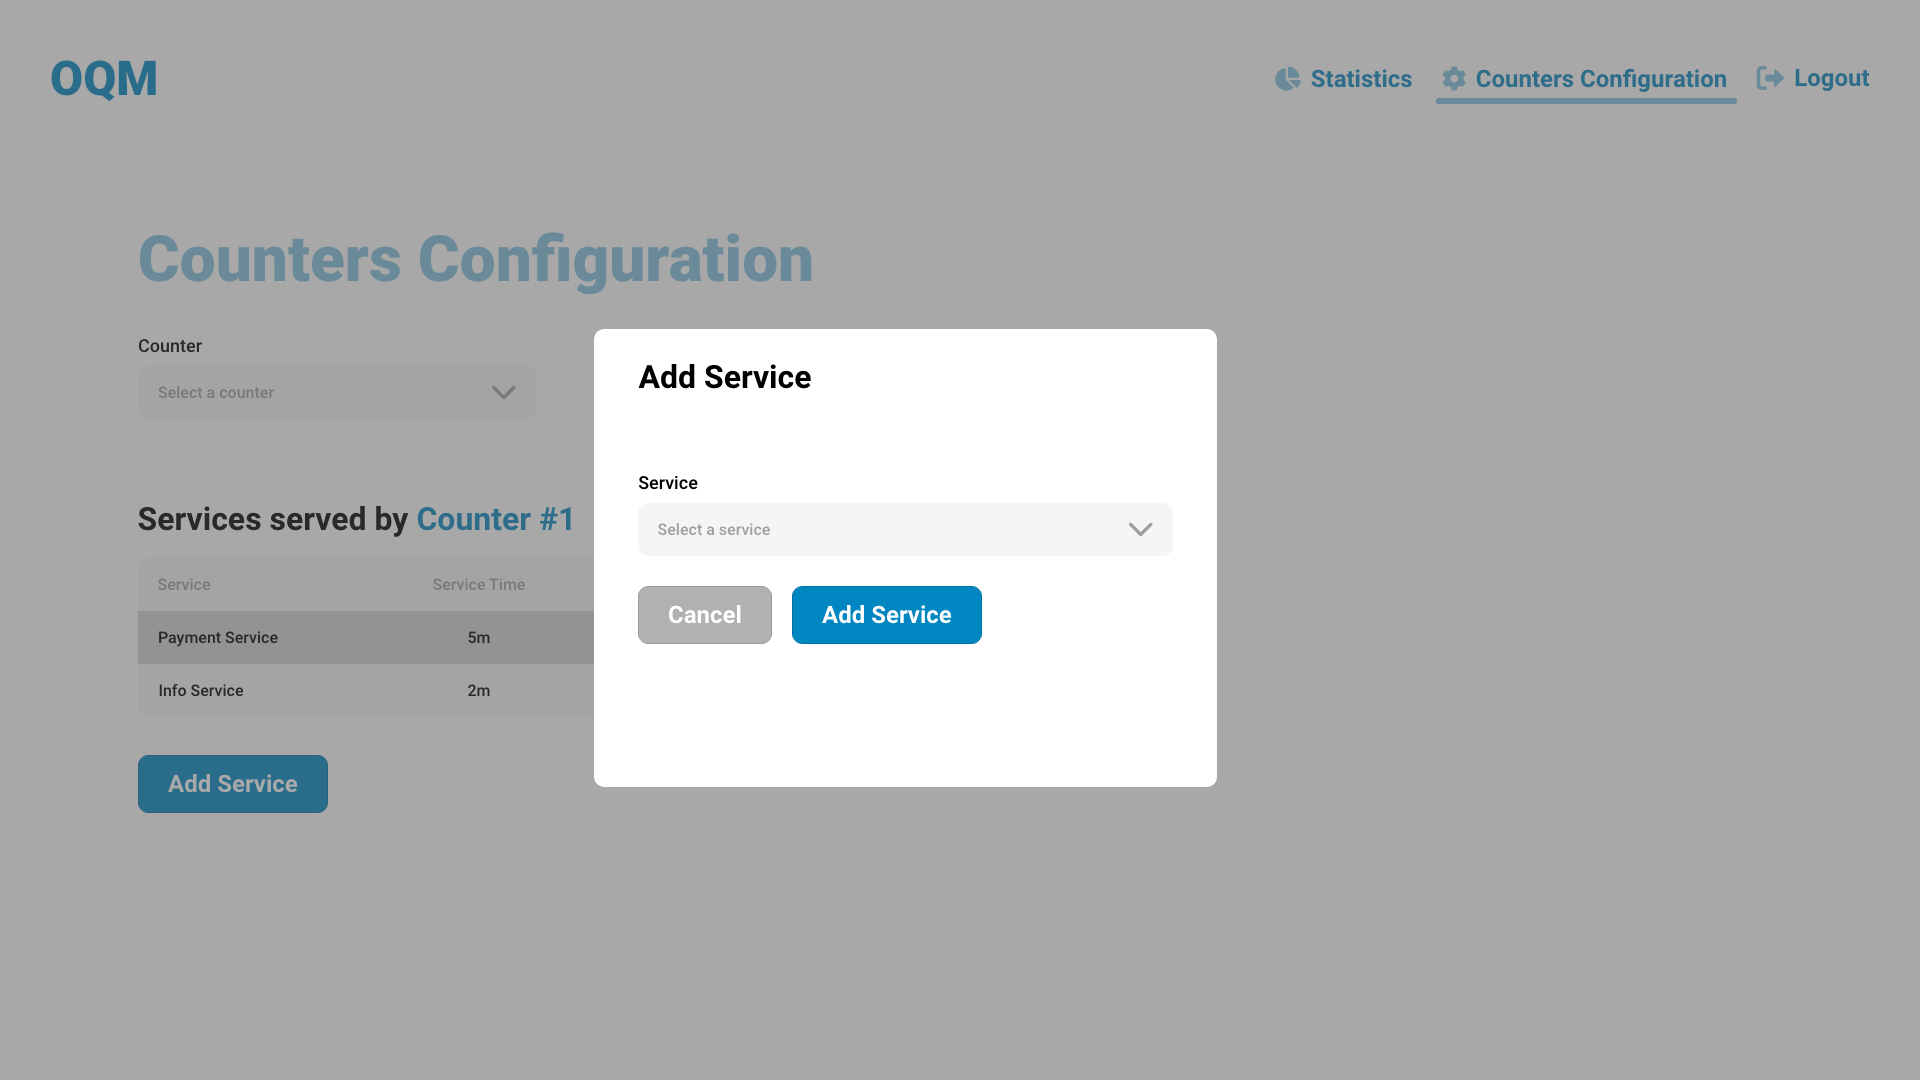 OQM
Statistics
Counters Configuration
Logout
Counters Configuration
Counter
Select a counter
Services served by Counter #1
Service Service Time
Payment Service 5m
Info Service 2m
Add Service
Add Service
Service
Select a service
Cancel
Add Service